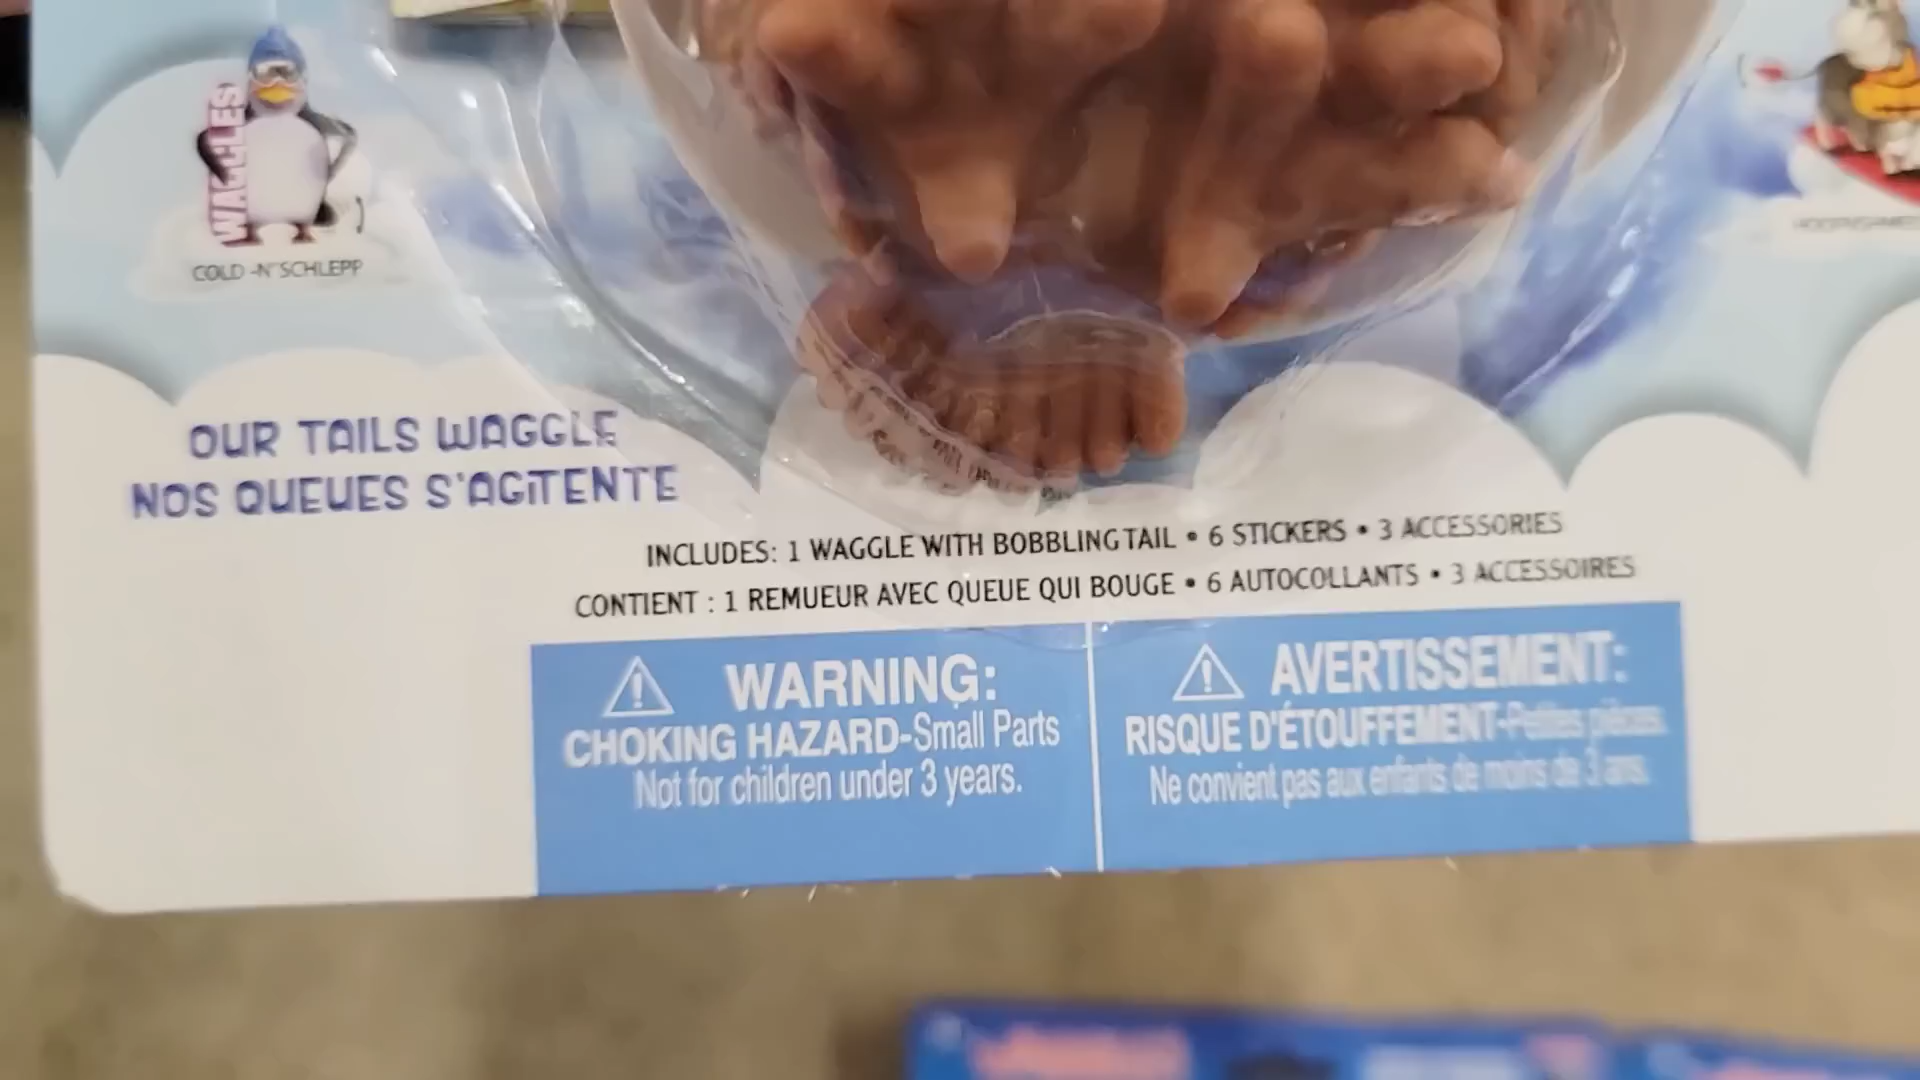 WAGGLES
COLD -N' SCHLEPP
OUR TAILS WAGGLE
NOS QUEUES S'AGITENTE
INCLUDES: 1 WAGGLE WITH BOBBLING TAIL • 6 STICKERS • 3 ACCESSORIES
CONTIENT : 1 REMUEUR AVEC QUEUE QUI BOUGE • 6 AUTOCOLLANTS • 3 ACCESSOIRES
WARNING:
CHOKING HAZARD-Small Parts
Not for children under 3 years.
AVERTISSEMENT:
RISQUE D'ÉTOUFFEMENT-Petites pièces.
Ne convient pas aux enfants de moins de 3 ans.